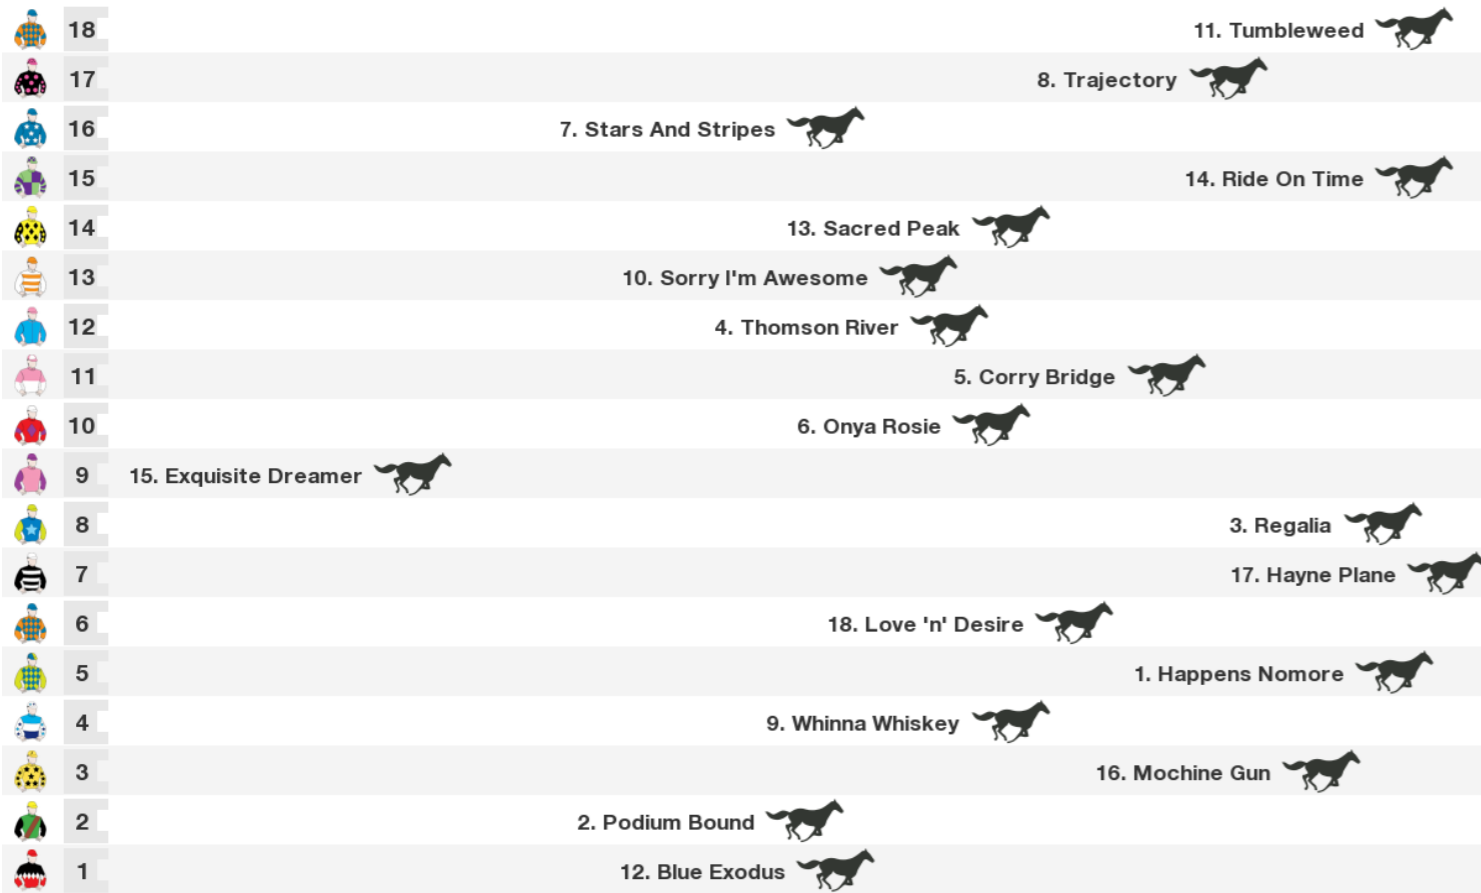 18 11. Tumbleweed
17 8. Trajectory
16 7. Stars And Stripes
15 14. Ride On Time
14 13. Sacred Peak
13 10. Sorry I'm Awesome
12 4. Thomson River
11 5. Corry Bridge
10 6. Onya Rosie
9 15. Exquisite Dreamer
8 3. Regalia
7 17. Hayne Plane
6 18. Love 'n' Desire
5 1. Happens Nomore
4 9. Whinna Whiskey
3 16. Mochine Gun
2 2. Podium Bound
1 12. Blue Exodus